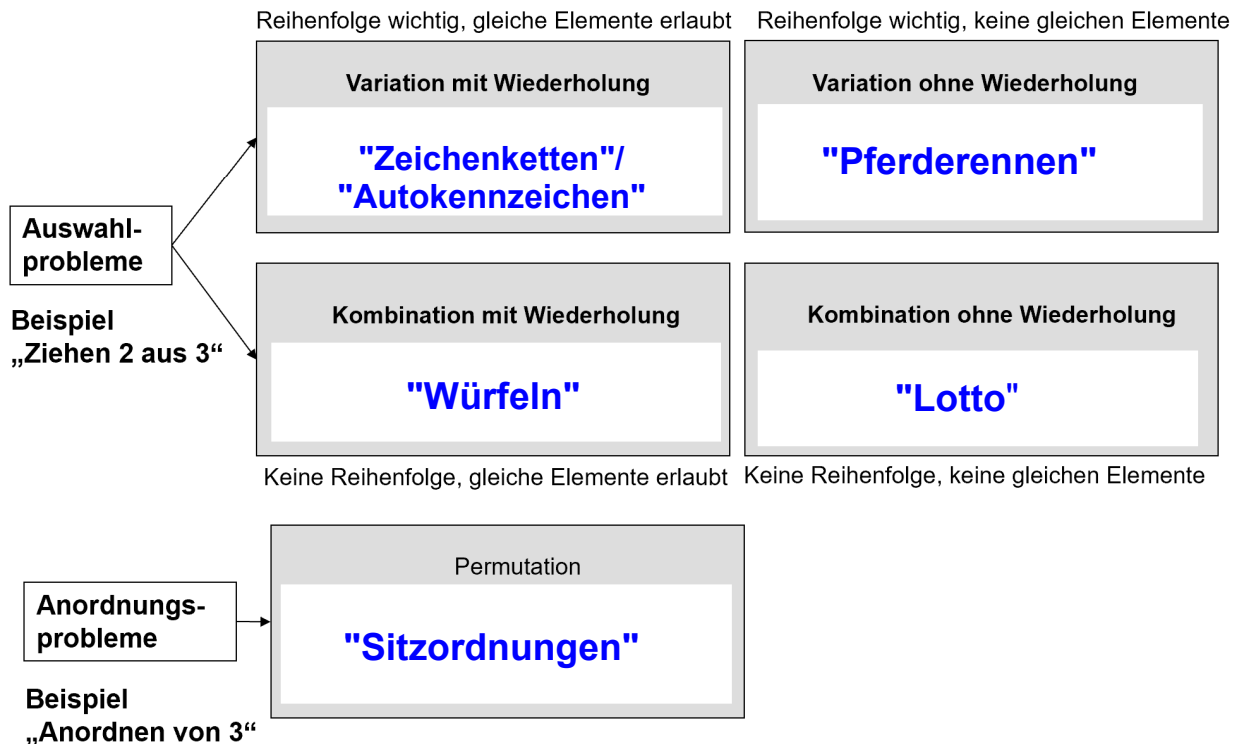 Reihenfolge wichtig, gleiche Elemente erlaubt
Reihenfolge wichtig, keine gleichen Elemente
Variation mit Wiederholung
"Zeichenketten"/
"Autokennzeichen"
Variation ohne Wiederholung
"Pferderennen"
Auswahl-
probleme
Beispiel
„Ziehen 2 aus 3“
Kombination mit Wiederholung
"Würfeln"
Kombination ohne Wiederholung
"Lotto"
Keine Reihenfolge, gleiche Elemente erlaubt
Keine Reihenfolge, keine gleichen Elemente
Permutation
"Sitzordnungen"
Anordnungs-
probleme
Beispiel
„Anordnen von 3“